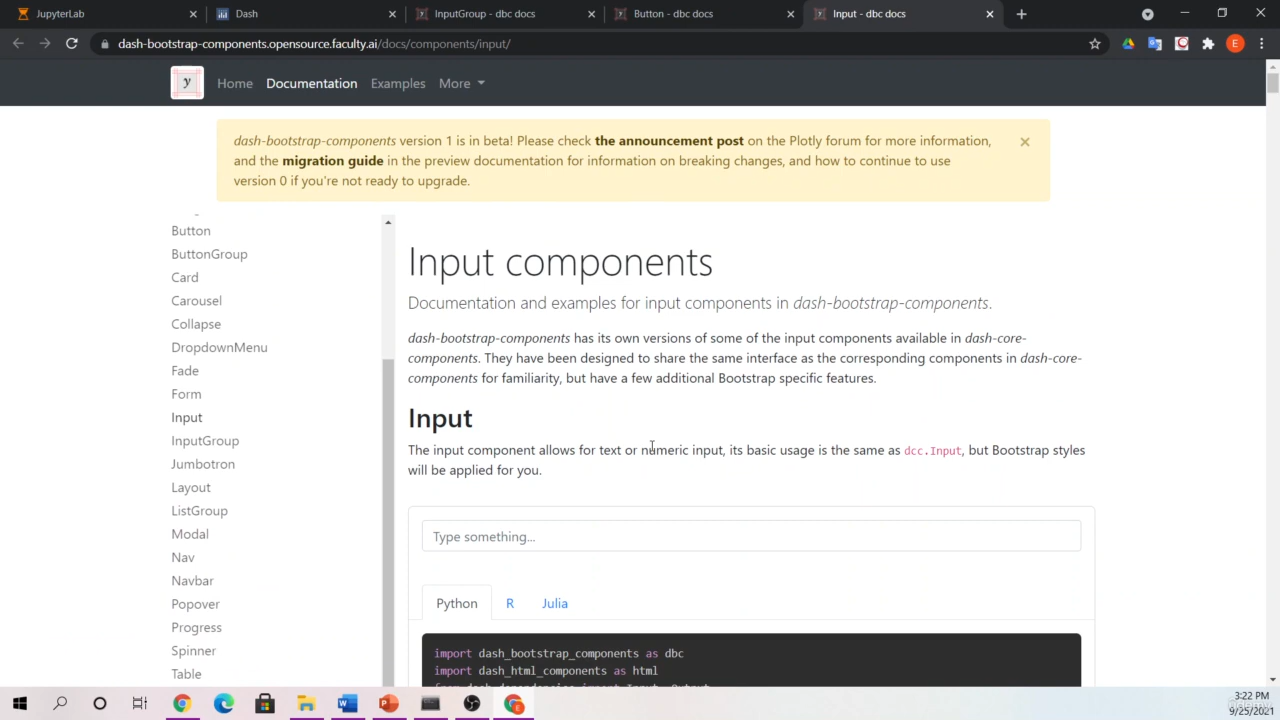 JupyterLab
Dash
InputGroup - dbc docs
Button - dbc docs
Input - dbc docs
dash-bootstrap-components.opensource.faculty.ai/docs/components/input/
E
y
Home
Documentation
Examples
More
dash-bootstrap-components version 1 is in beta! Please check the announcement post on the Plotly forum for more information,
and the migration guide in the preview documentation for information on breaking changes, and how to continue to use
version 0 if you're not ready to upgrade.
Button
ButtonGroup
Card
Carousel
Collapse
DropdownMenu
Fade
Form
Input
InputGroup
Jumbotron
Layout
ListGroup
Modal
Nav
Navbar
Popover
Progress
Spinner
Table
Input components
Documentation and examples for input components in dash-bootstrap-components.
dash-bootstrap-components has its own versions of some of the input components available in dash-core-
components. They have been designed to share the same interface as the corresponding components in dash-core-
components for familiarity, but have a few additional Bootstrap specific features.
Input
The input component allows for text or numeric input, its basic usage is the same as dcc.Input, but Bootstrap styles
will be applied for you.
Type something...
Python
R
Julia
import dash_bootstrap_components as dbc
import dash_html_components as html
from dash.dependencies import Input, Output
3:22 PM
9/25/2021